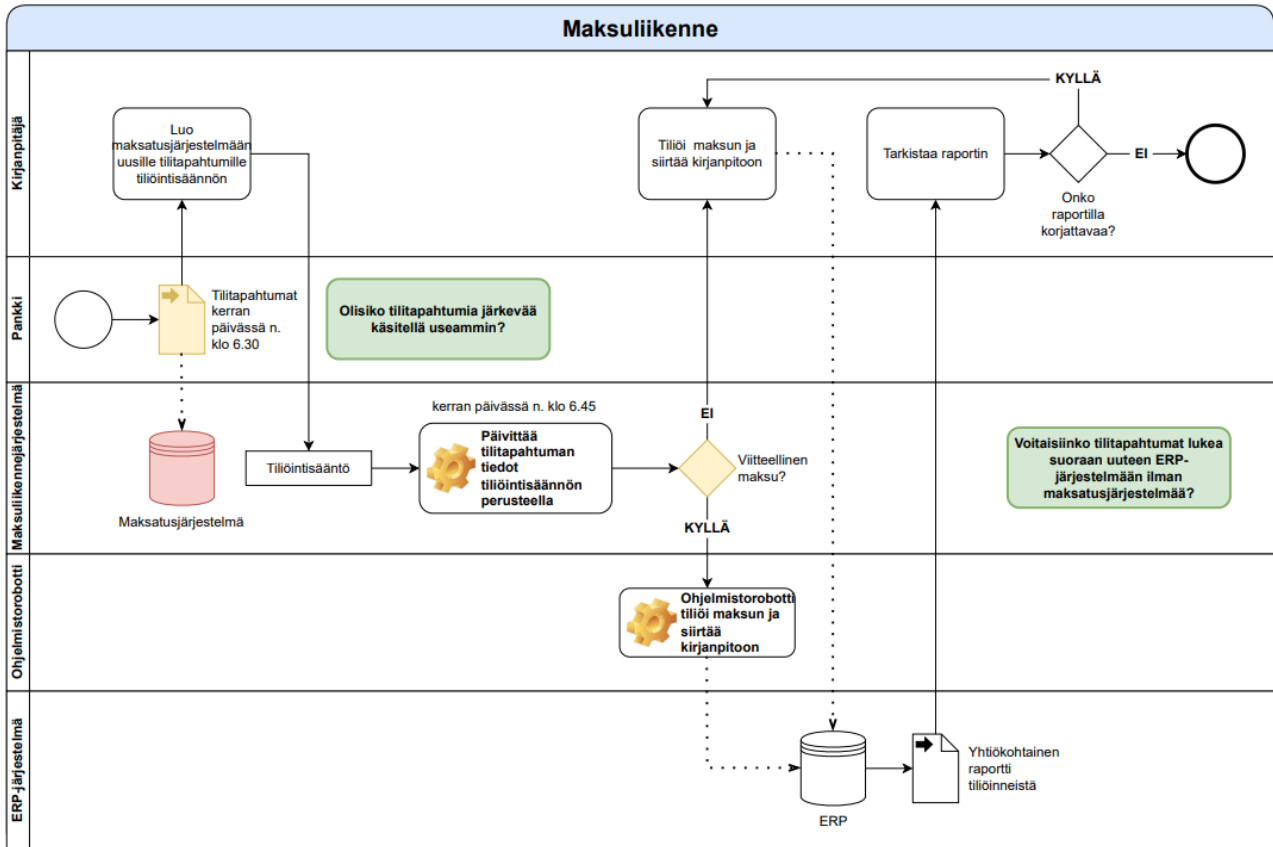 Maksuliikenne
Kirjanpitäjä
Luo
maksatusjärjestelmään
uusille tilitapahtumille
tiliöintisäännön
Tiliöi maksun ja
siirtää kirjanpitoon
Tarkistaa raportin
KYLLÄ
EI
Onko
raportilla
korjattavaa?
Pankki
Tilitapahtumat
kerran
päivässä n.
klo 6.30
Olisiko tilitapahtumia järkevää
käsitellä useammin?
Maksuliikennejärjestelmä
Maksatusjärjestelmä
Tiliöintisääntö
kerran päivässä n. klo 6.45
Päivittää
tilitapahtuman
tiedot
tiliöintisäännön
perusteella
EI
Viitteellinen
maksu?
KYLLÄ
Voitaisiinko tilitapahtumat lukea
suoraan uuteen ERP-
järjestelmään ilman
maksatusjärjestelmää?
Ohjelmistorobotti
Ohjelmistorobotti
tiliöi maksun ja
siirtää
kirjanpitoon
ERP-järjestelmä
ERP
Yhtiökohtainen
raportti
tiliöinneistä